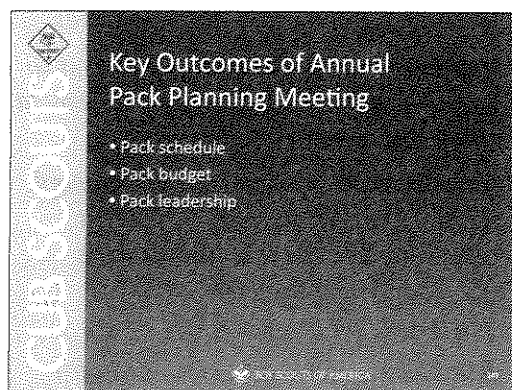 CUB SCOUTS
Key Outcomes of Annual
Pack Planning Meeting
• Pack schedule
• Pack budget
• Pack leadership
BOY SCOUTS OF AMERICA